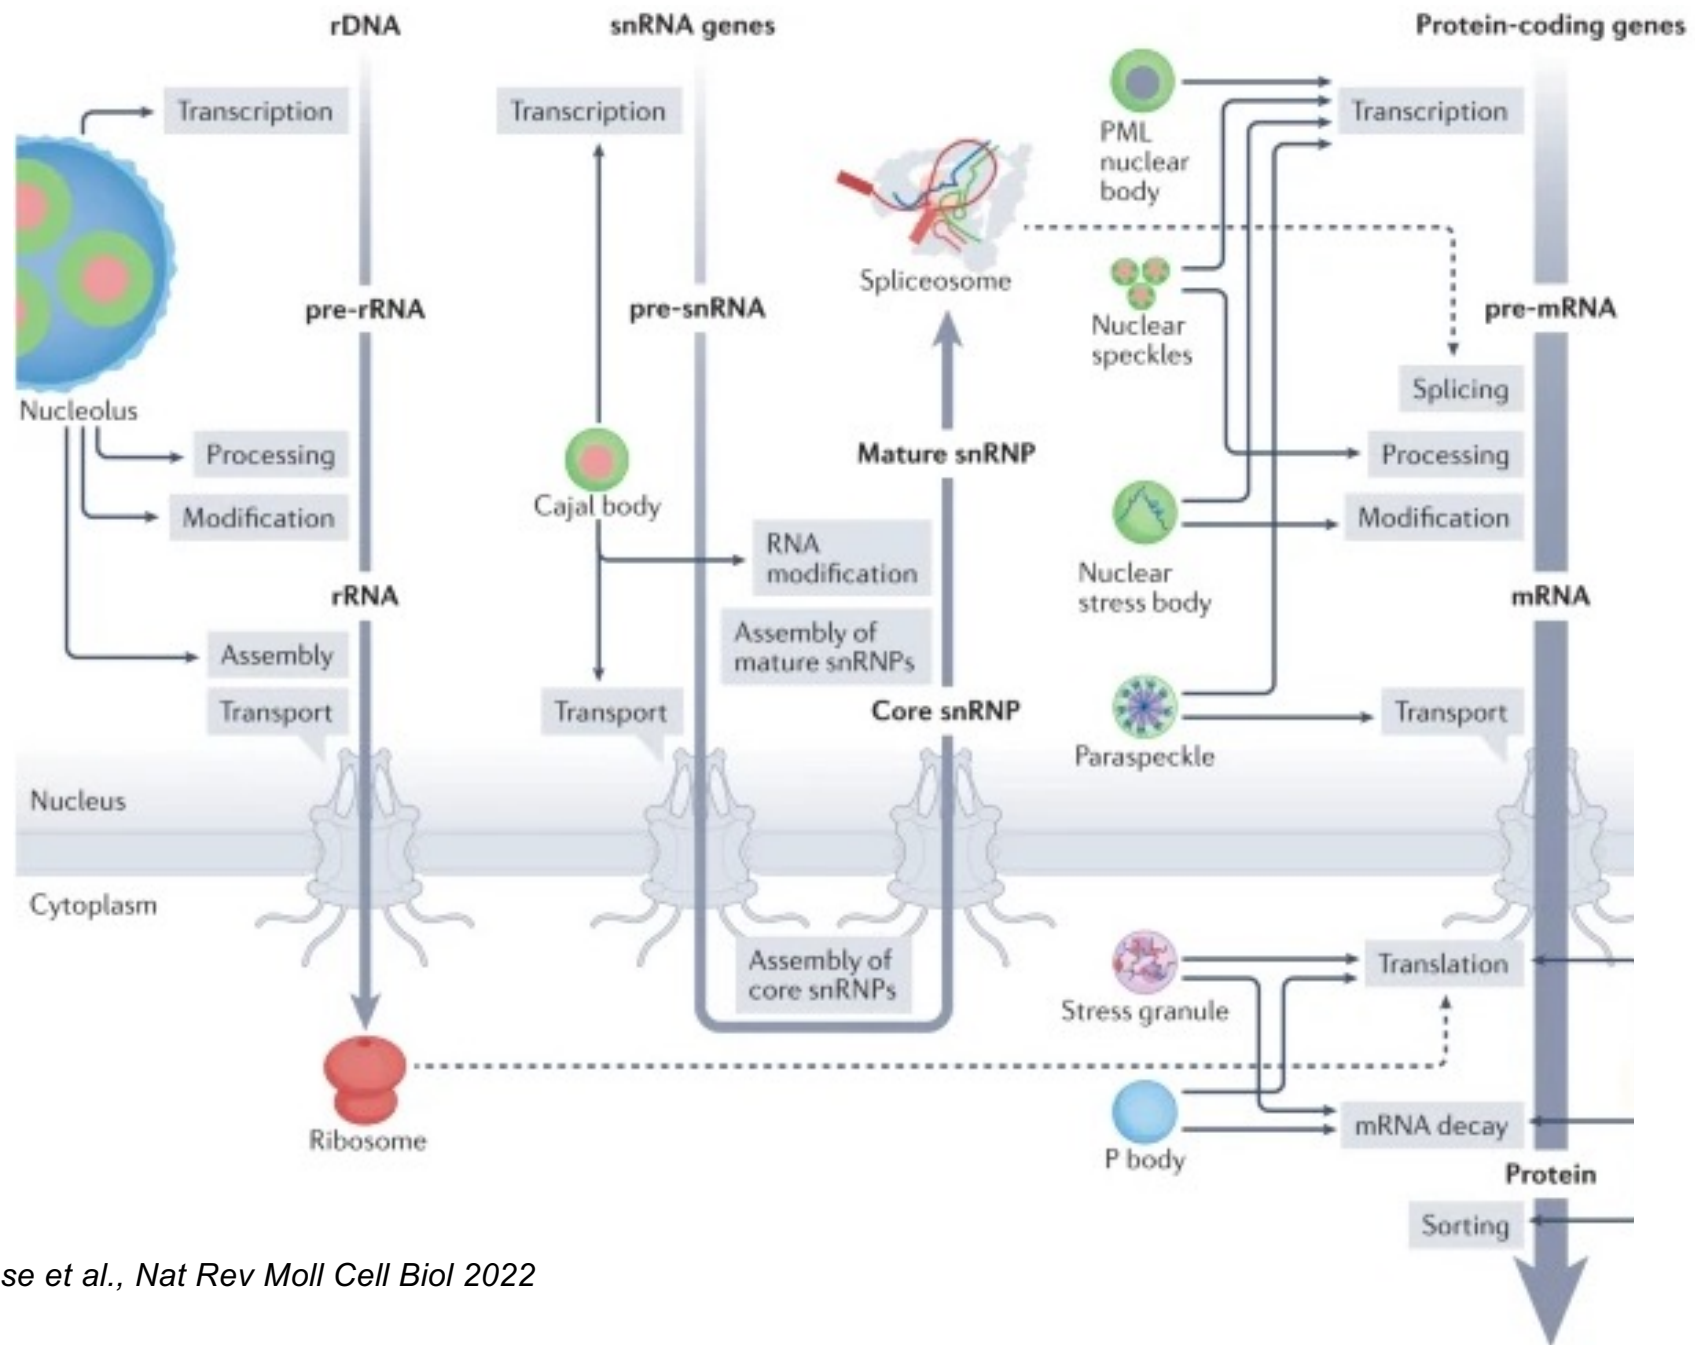 rDNA
snRNA genes
Protein-coding genes
Transcription
Transcription
PML
nuclear
body
Transcription
Spliceosome
pre-rRNA
pre-snRNA
Nuclear
speckles
pre-mRNA
Splicing
Nucleolus
Processing
Modification
Cajal body
Mature snRNP
Processing
Modification
RNA
modification
Nuclear
stress body
rRNA
mRNA
Assembly
Transport
Assembly of
mature snRNPs
Transport
Core snRNP
Paraspeckle
Transport
Nucleus
Cytoplasm
Assembly of
core snRNPs
Stress granule
Translation
Ribosome
P body
mRNA decay
Protein
Sorting
se et al., Nat Rev Moll Cell Biol 2022